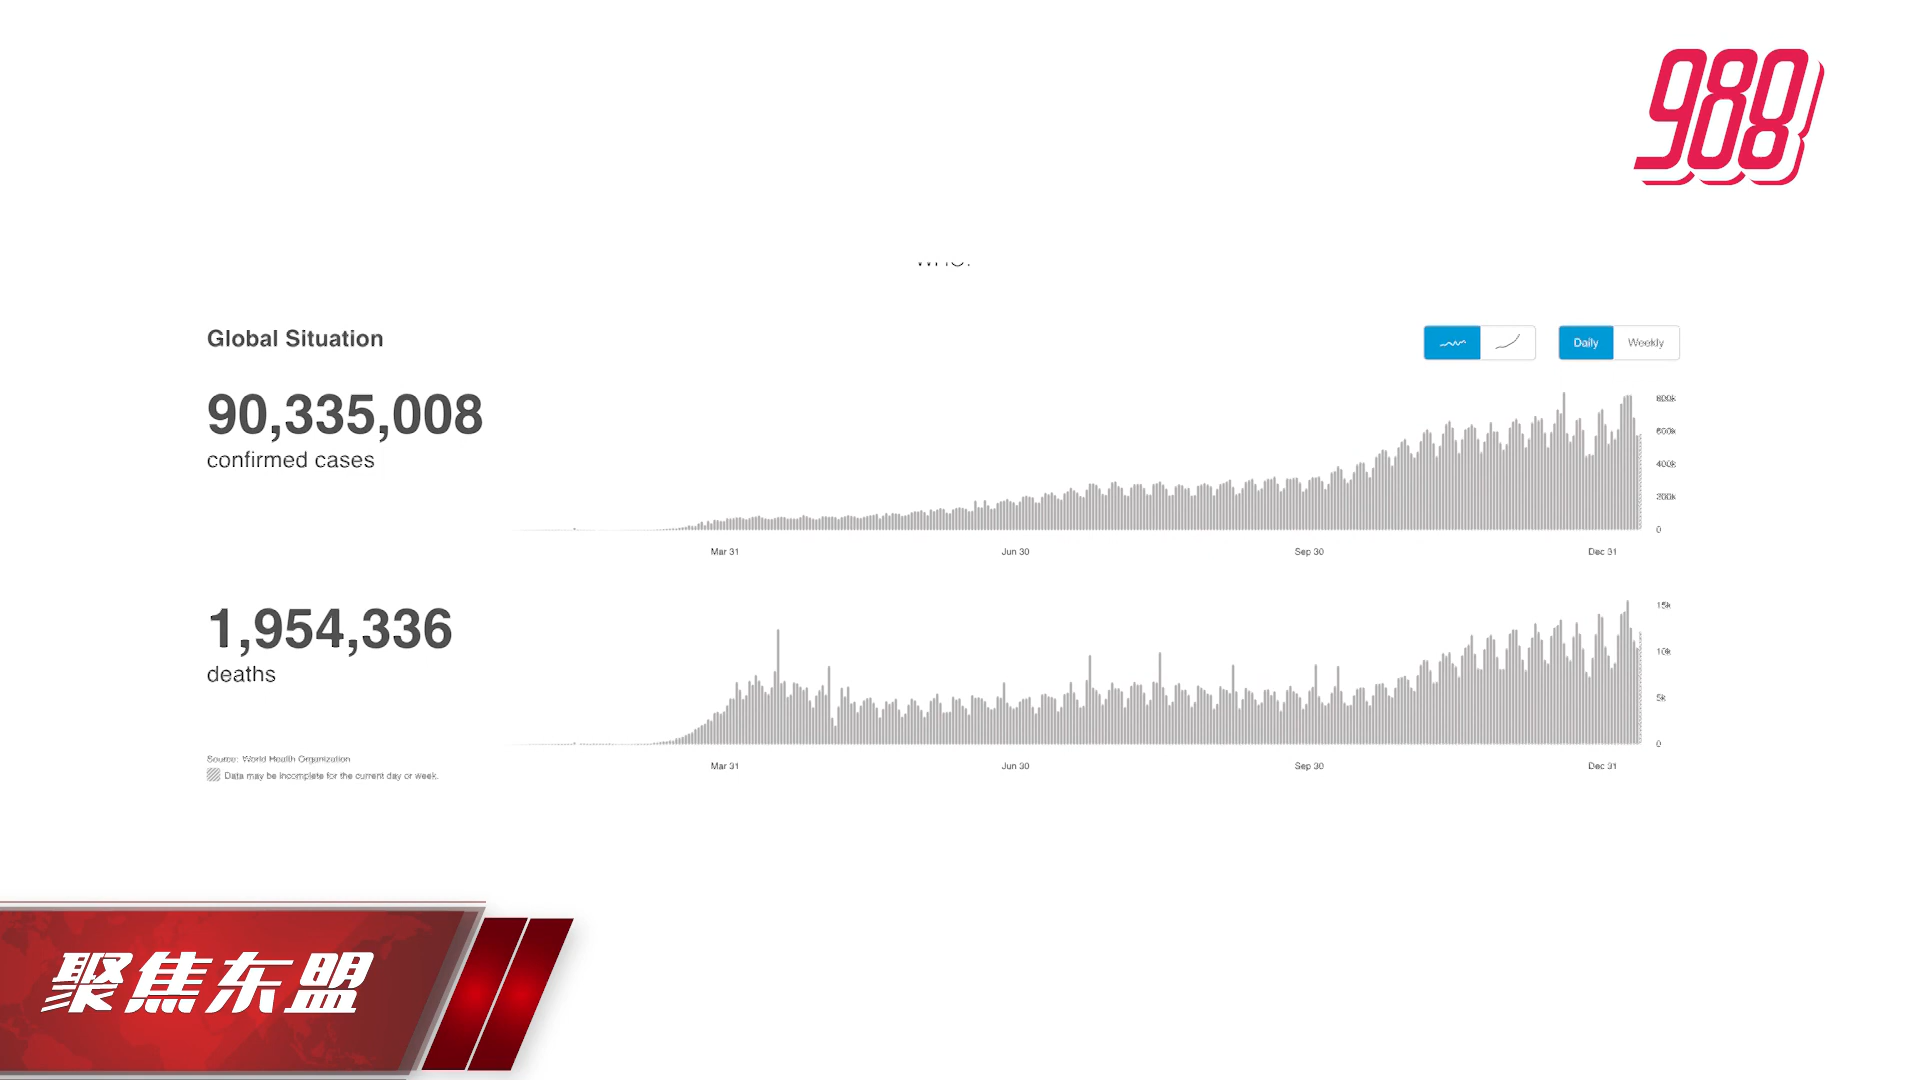 988
Global Situation
Daily
Weekly
90,335,008
confirmed cases
800k
600k
400k
200k
0
Mar 31
Jun 30
Sep 30
Dec 31
1,954,336
deaths
15k
10k
5k
0
Source: World Health Organization
Data may be incomplete for the current day or week.
Mar 31
Jun 30
Sep 30
Dec 31
聚焦东盟